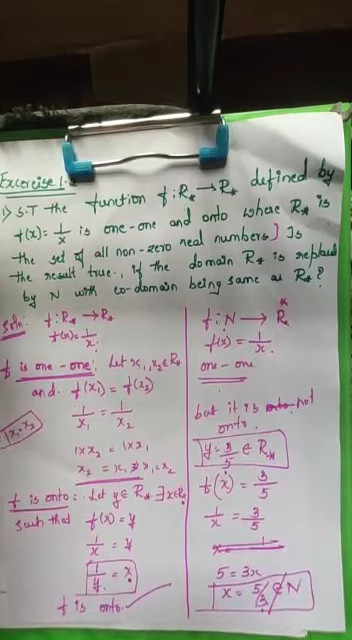 Excercise 1:
1) S-T the function f: R* → R* defined by
f(x) = 1/x is one-one and onto where R* is
the set of all non-zero real numbers] Is
the result true, if the domain R* is replaced
by N with co-domain being same as R*?
Soln: f: R* → R*
f(x) = 1/x.
f is one-one: Let x₁, x₂ ∈ R*
and f(x₁) = f(x₂)
1/x₁ = 1/x₂
x₁ = x₂
1×x₂ = 1×x₁
x₂ = x₁ ⇒ x₁ = x₂
f is onto: Let y ∈ R* ∃ x ∈ R*
such that f(x) = y
1/x = y
1/y = x
f is onto.
f: N → R*
f(x) = 1/x.
one-one
but it is onto not
onto.
y = 3/5 ∈ R*
f(x) = 3/5
1/x = 3/5
5 = 3x
x = 5/3 ∉ N